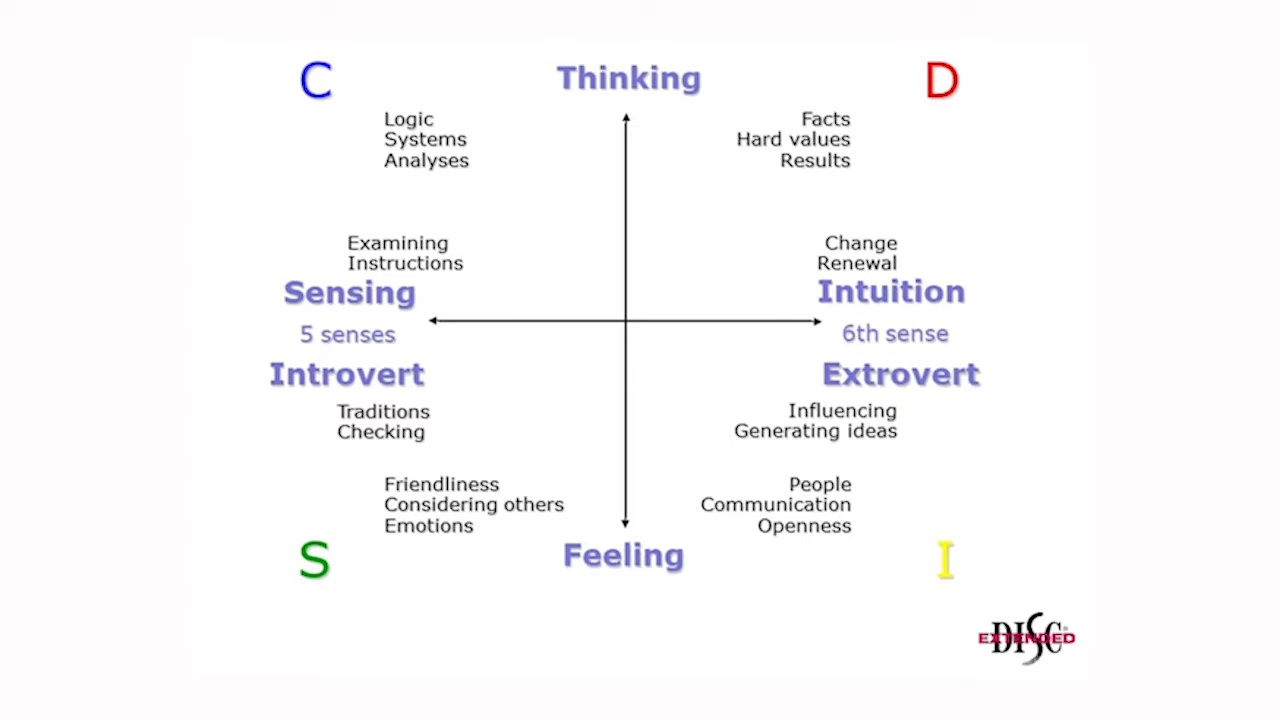 C
Thinking
D
Logic
Systems
Analyses
Facts
Hard values
Results
Examining
Instructions
Change
Renewal
Sensing
Intuition
5 senses
6th sense
Introvert
Extrovert
Traditions
Checking
Influencing
Generating ideas
Friendliness
Considering others
Emotions
People
Communication
Openness
S
Feeling
I
EXTENDED
DISC®